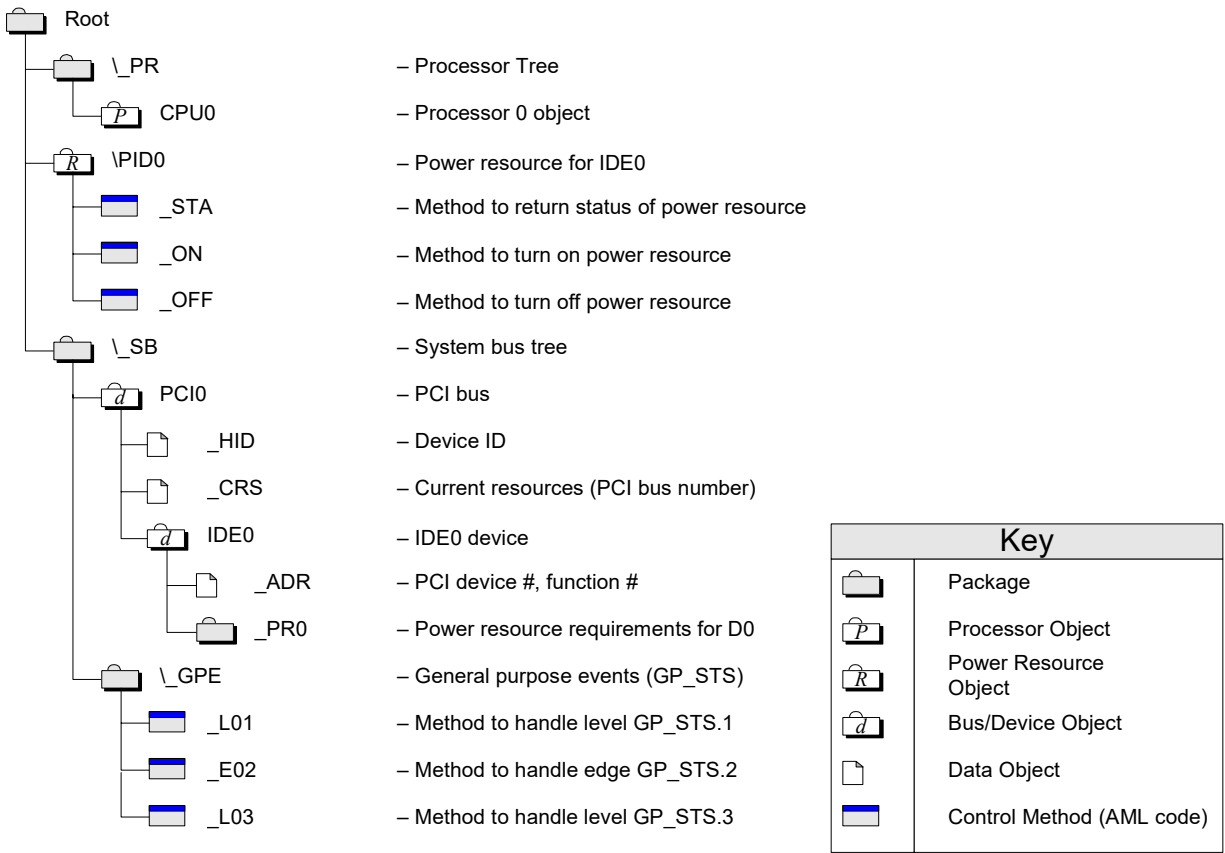 Root
\_PR – Processor Tree
P CPU0 – Processor 0 object
R \PID0 – Power resource for IDE0
_STA – Method to return status of power resource
_ON – Method to turn on power resource
_OFF – Method to turn off power resource
\_SB – System bus tree
d PCI0 – PCI bus
_HID – Device ID
_CRS – Current resources (PCI bus number)
d IDE0 – IDE0 device
_ADR – PCI device #, function #
_PR0 – Power resource requirements for D0
\_GPE – General purpose events (GP_STS)
_L01 – Method to handle level GP_STS.1
_E02 – Method to handle edge GP_STS.2
_L03 – Method to handle level GP_STS.3
Key
Package
P Processor Object
R Power Resource
Object
d Bus/Device Object
Data Object
Control Method (AML code)